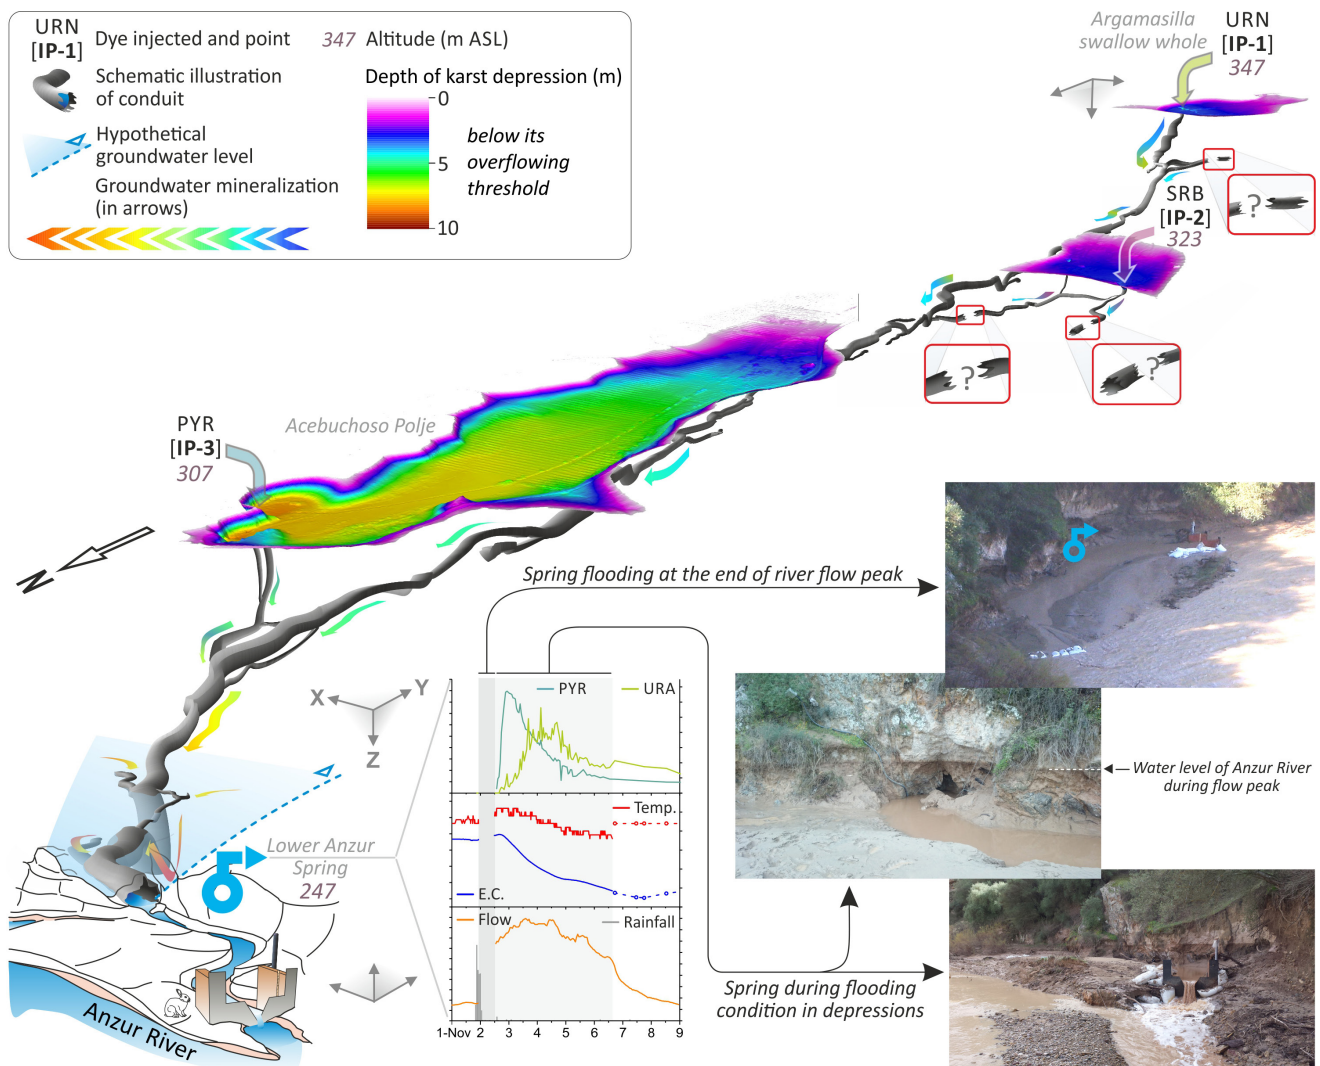 URN
[IP-1]
Dye injected and point
347 Altitude (m ASL)
Schematic illustration
of conduit
Depth of karst depression (m)
0
5
10
below its
overflowing
threshold
Hypothetical
groundwater level
Groundwater mineralization
(in arrows)
Argamasilla
swallow whole
URN
[IP-1]
347
?
SRB
[IP-2]
323
?
?
Acebuchoso Polje
PYR
[IP-3]
307
N
Spring flooding at the end of river flow peak
X
Y
Z
PYR
URA
Temp.
E.C.
Flow
Rainfall
1-Nov 2 3 4 5 6 7 8 9
Water level of Anzur River
during flow peak
Lower Anzur
Spring
247
Spring during flooding
condition in depressions
Anzur River